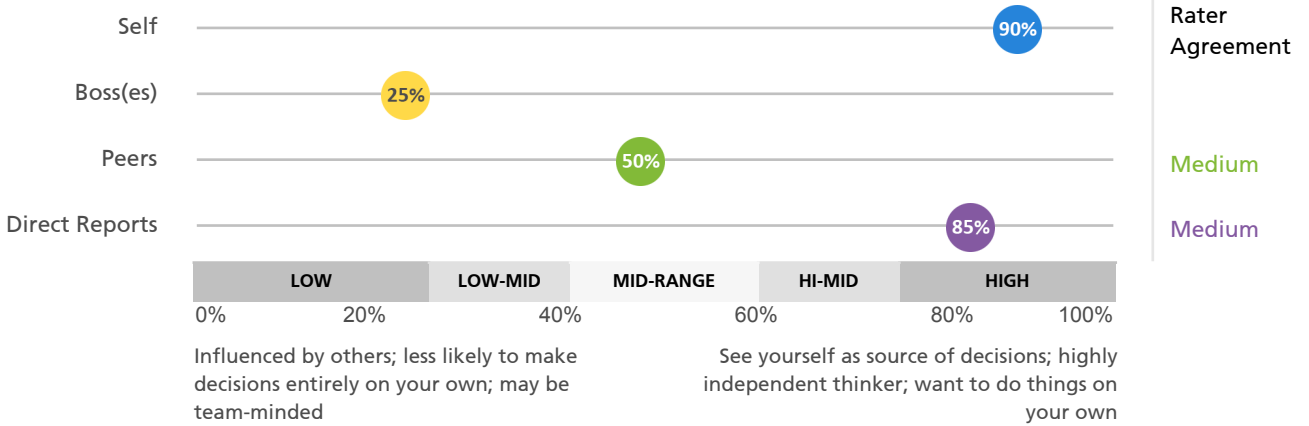 Rater
Agreement
Self
90%
Boss(es)
25%
Peers
50%
Medium
Direct Reports
85%
Medium
LOW
LOW-MID
MID-RANGE
HI-MID
HIGH
0%
20%
40%
60%
80%
100%
Influenced by others; less likely to make
decisions entirely on your own; may be
team-minded
See yourself as source of decisions; highly
independent thinker; want to do things on
your own